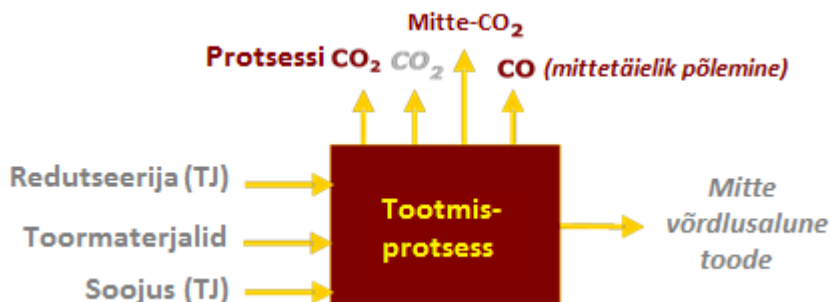 Mitte-CO₂
Protsessi CO₂ CO₂ CO (mittetäielik põlemine)
Redutseerija (TJ)
Toormaterjalid
Soojus (TJ)
Tootmis-
protsess
Mitte
võrdlusalune
toode